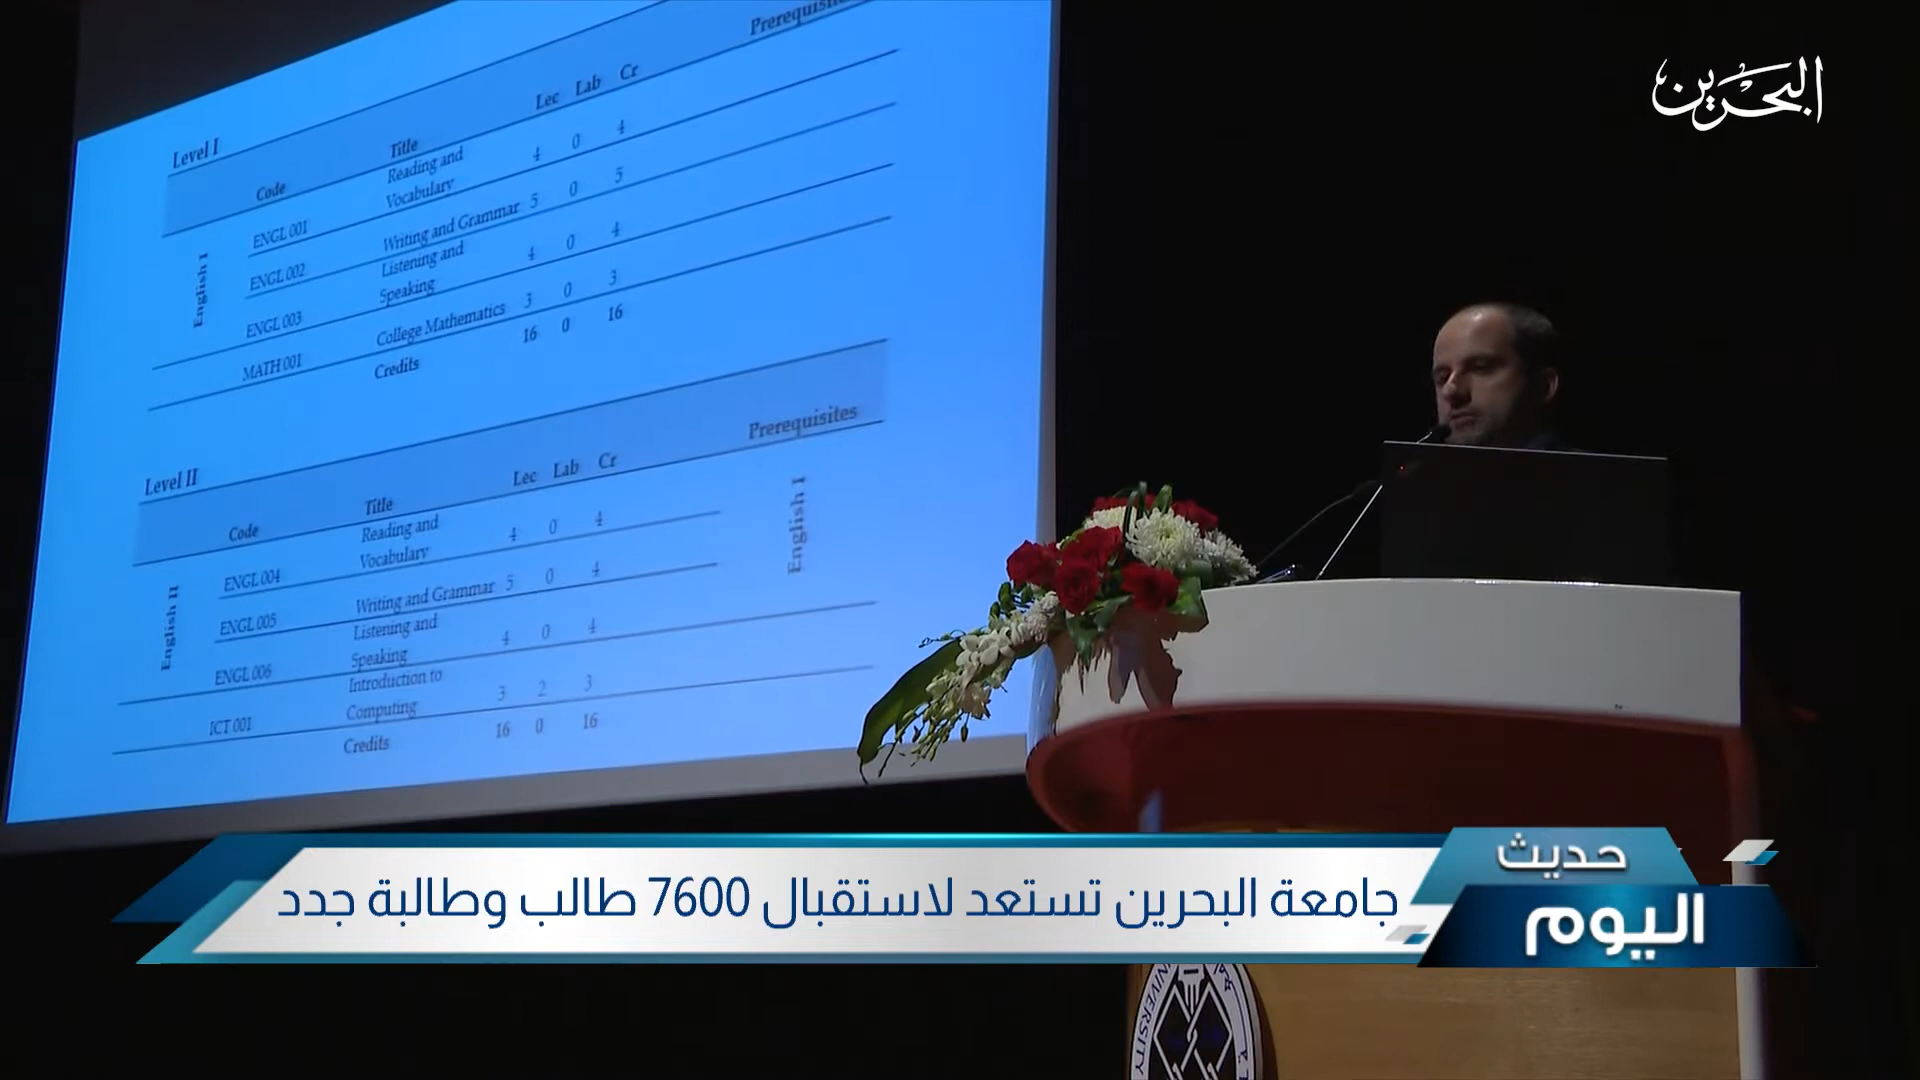 البحرين
Prerequisites
Level I
Code Title Lec Lab Cr
English I
ENGL 001 Reading and Vocabulary 4 0 4
ENGL 002 Writing and Grammar 5 0 5
ENGL 003 Listening and Speaking 4 0 4
MATH 001 College Mathematics 3 0 3
Credits 16 0 16
Level II
Code Title Lec Lab Cr Prerequisites
English II
English I
ENGL 004 Reading and Vocabulary 4 0 4
ENGL 005 Writing and Grammar 5 0 4
ENGL 006 Listening and Speaking 4 0 4
ICT 001 Introduction to Computing 3 2 3
Credits 16 0 16
حديث
اليوم
جامعة البحرين تستعد لاستقبال 7600 طالب وطالبة جدد
UNIVERSITY